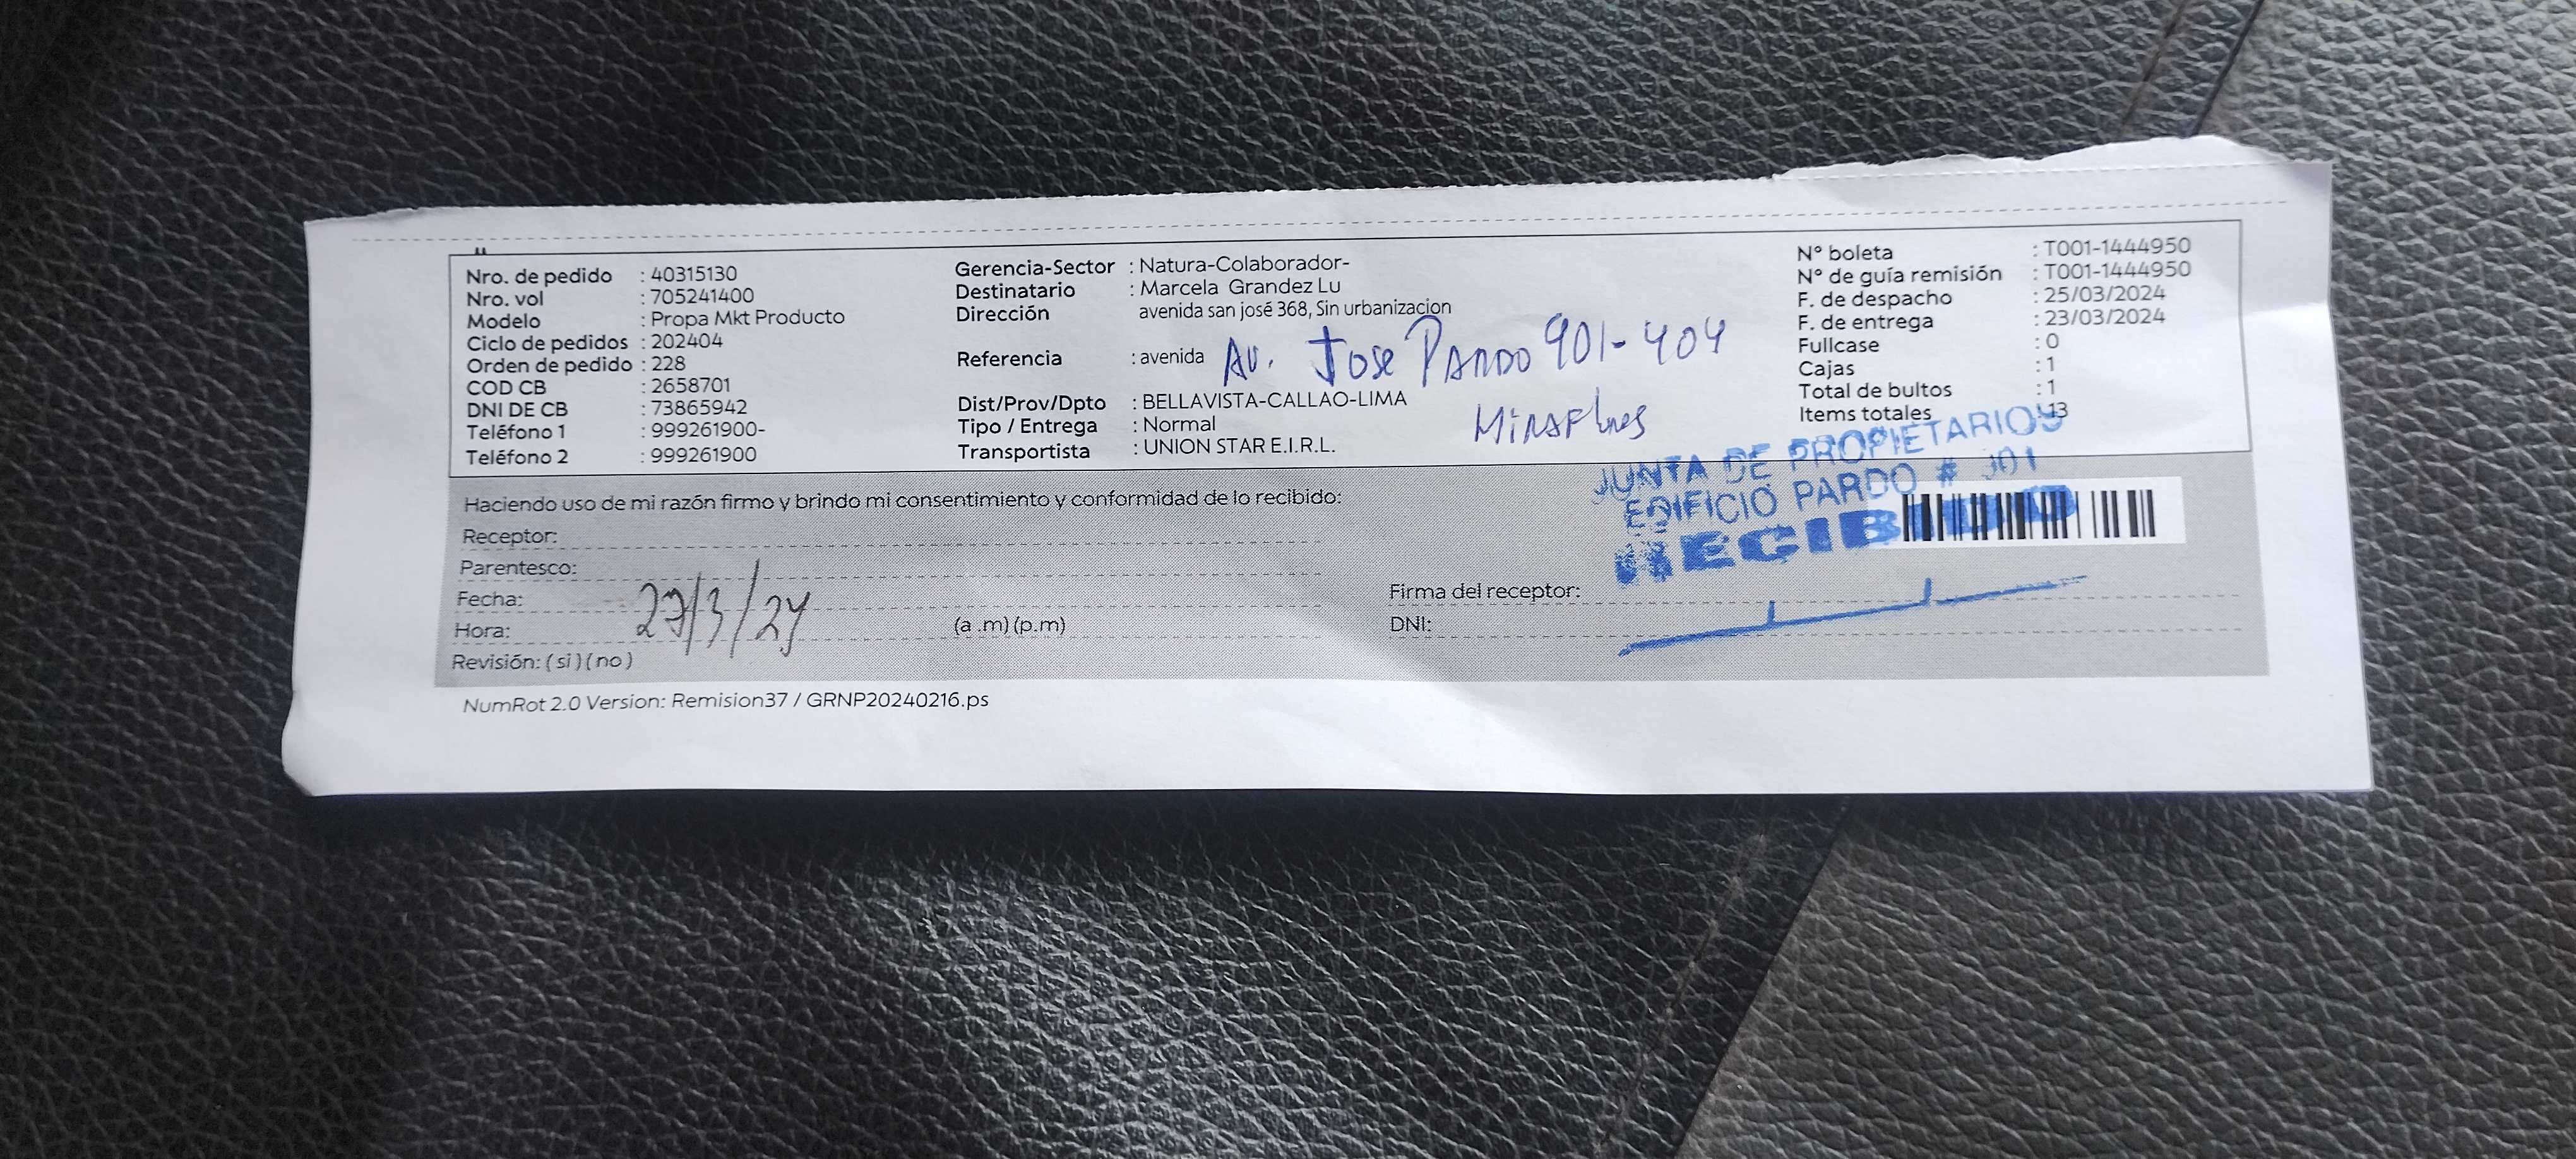 Nro. de pedido : 40315130
Nro. vol : 705241400
Modelo : Propa Mkt Producto
Ciclo de pedidos : 202404
Orden de pedido : 228
COD CB : 2658701
DNI DE CB : 73865942
Teléfono 1 : 999261900-
Teléfono 2 : 999261900
Gerencia-Sector : Natura-Colaborador-
Destinatario : Marcela Grandez Lu
Dirección avenida san josé 368, Sin urbanizacion
Referencia : avenida
AV. Jose PARDO 901-404
MiRAFlores
Dist/Prov/Dpto : BELLAVISTA-CALLAO-LIMA
Tipo / Entrega : Normal
Transportista : UNION STAR E.I.R.L.
N° boleta : T001-1444950
N° de guía remisión : T001-1444950
F. de despacho : 25/03/2024
F. de entrega : 23/03/2024
Fullcase : 0
Cajas : 1
Total de bultos : 1
Items totales : 13
JUNTA DE PROPIETARIOS
EDIFICIO PARDO #
RECIBIDO
Haciendo uso de mi razón firmo y brindo mi consentimiento y conformidad de lo recibido:
Receptor:
Parentesco:
Fecha: 27/3/24
Hora: (a .m) (p.m)
Revisión: ( si ) ( no )
Firma del receptor:
DNI:
NumRot 2.0 Version: Remision37 / GRNP20240216.ps